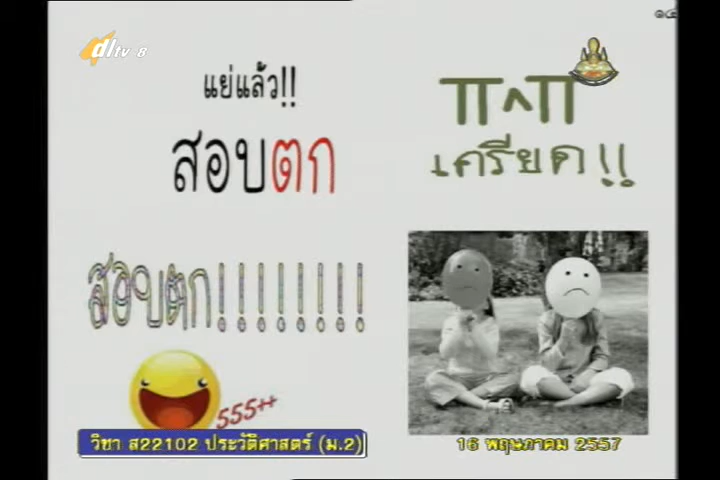 dltv 8
แย่แล้ว!!
สอบตก
เครียด!!
สอบตก!!!!!!!!
555++
วิชา ส22102 ประวัติศาสตร์ (ม.2)
16 พฤษภาคม 2557